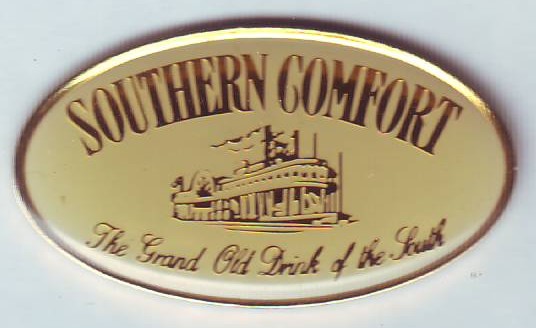 SOUTHERN COMFORT
The Grand Old Drink of the South